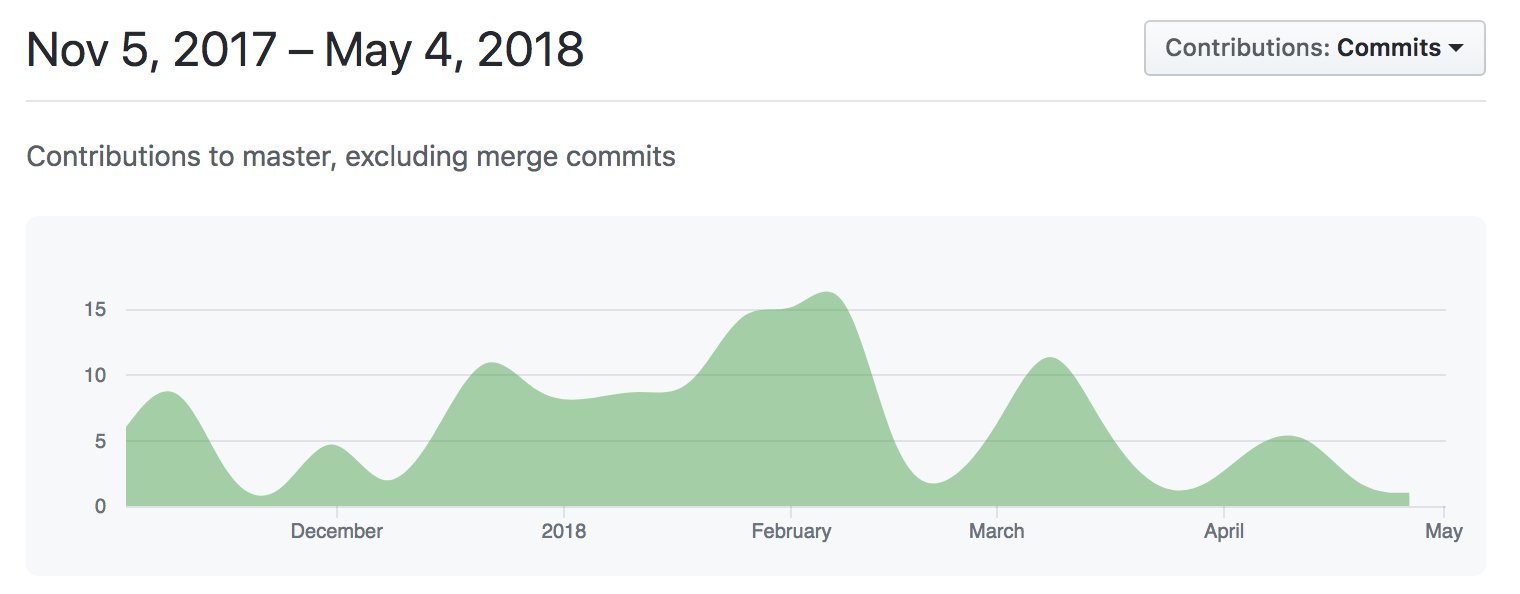 Nov 5, 2017 – May 4, 2018
Contributions: Commits
Contributions to master, excluding merge commits
15
10
5
0
December 2018 February March April May